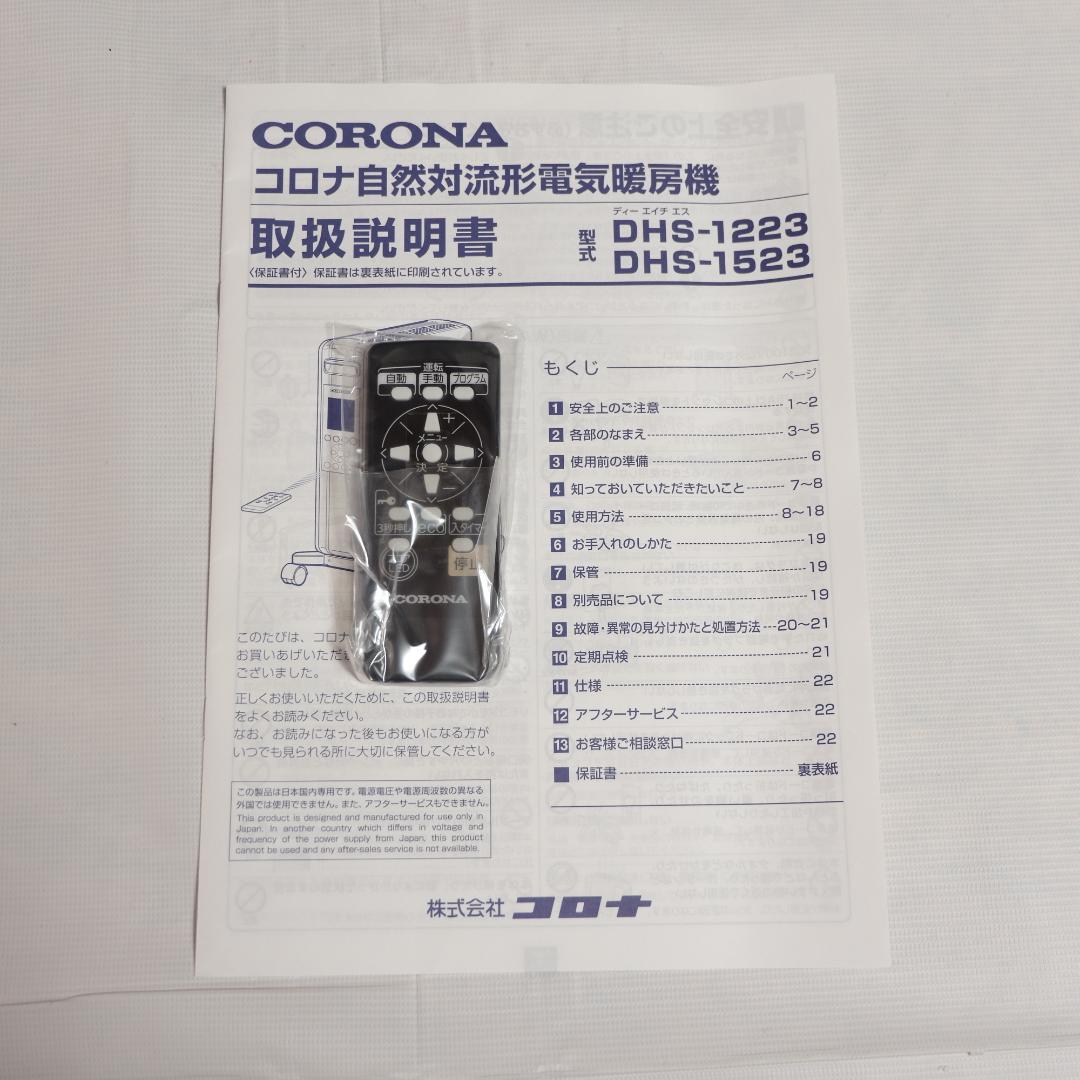 CORONA
コロナ自然対流形電気暖房機
取扱説明書
〈保証書付〉保証書は裏表紙に印刷されています。
型式
ディー エイチ エス
DHS-1223
DHS-1523
運転
自動
手動
プログラム
＋
メニュー
決定
－
3秒押し
eco
入タイマー
停止
CORONA
このたびは、コロナ
お買いあげいただき
ございました。
正しくお使いいただくために、この取扱説明書
をよくお読みください。
なお、お読みになった後もお使いになる方が
いつでも見られる所に大切に保管してください。
この製品は日本国内専用です。電源電圧や電源周波数の異なる
外国では使用できません。また、アフターサービスもできません。
This product is designed and manufactured for use only in
Japan. In another country which differs in voltage and
frequency of the power supply from Japan, this product
cannot be used and any after-sales service is not available.
もくじ
ページ
1 安全上のご注意 1～2
2 各部のなまえ 3～5
3 使用前の準備 6
4 知っておいていただきたいこと 7～8
5 使用方法 8～18
6 お手入れのしかた 19
7 保管 19
8 別売品について 19
9 故障・異常の見分けかたと処置方法 20～21
10 定期点検 21
11 仕様 22
12 アフターサービス 22
13 お客様ご相談窓口 22
保証書 裏表紙
株式会社 コロナ